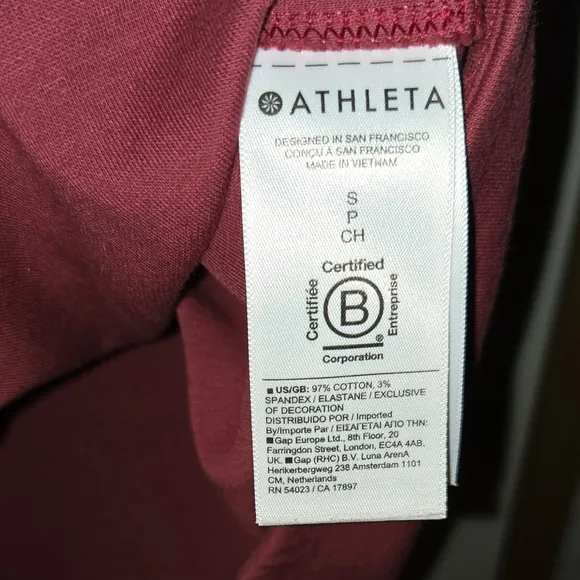 ATHLETA
DESIGNED IN SAN FRANCISCO
CONÇU À SAN FRANCISCO
MADE IN VIETNAM
S
P
CH
Certified
Certifiée
B
Entreprise
®
Corporation
US/GB: 97% COTTON, 3%
SPANDEX / ELASTANE / EXCLUSIVE
OF DECORATION
DISTRIBUIDO POR / Imported
By/Importe Par / ΕΙΣΑΓΕΤΑΙ ΑΠΟ ΤΗΝ:
Gap Europe Ltd., 8th Floor, 20
Farringdon Street, London, EC4A 4AB.
UK. Gap (RHC) B.V. Luna ArenA
Herikerbergweg 238 Amsterdam 1101
CM, Netherlands
RN 54023 / CA 17897